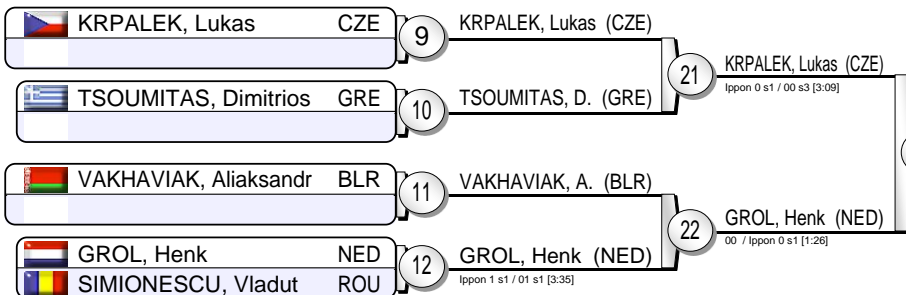 KRPALEK, Lukas CZE
9
KRPALEK, Lukas (CZE)
21
KRPALEK, Lukas (CZE)
Ippon 0 s1 / 00 s3 [3:09]
TSOUMITAS, Dimitrios GRE
10
TSOUMITAS, D. (GRE)
VAKHAVIAK, Aliaksandr BLR
11
VAKHAVIAK, A. (BLR)
22
GROL, Henk (NED)
00 / Ippon 0 s1 [1:26]
GROL, Henk NED
12
GROL, Henk (NED)
Ippon 1 s1 / 01 s1 [3:35]
SIMIONESCU, Vladut ROU